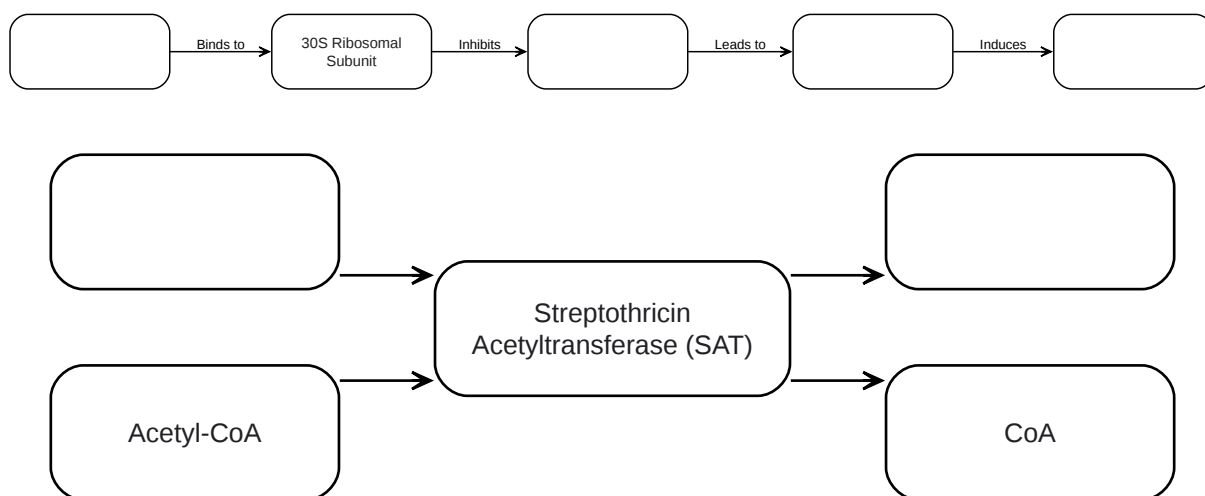 Binds to
30S Ribosomal
Subunit
Inhibits
Leads to
Induces
Streptothricin
Acetyltransferase (SAT)
Acetyl-CoA
CoA